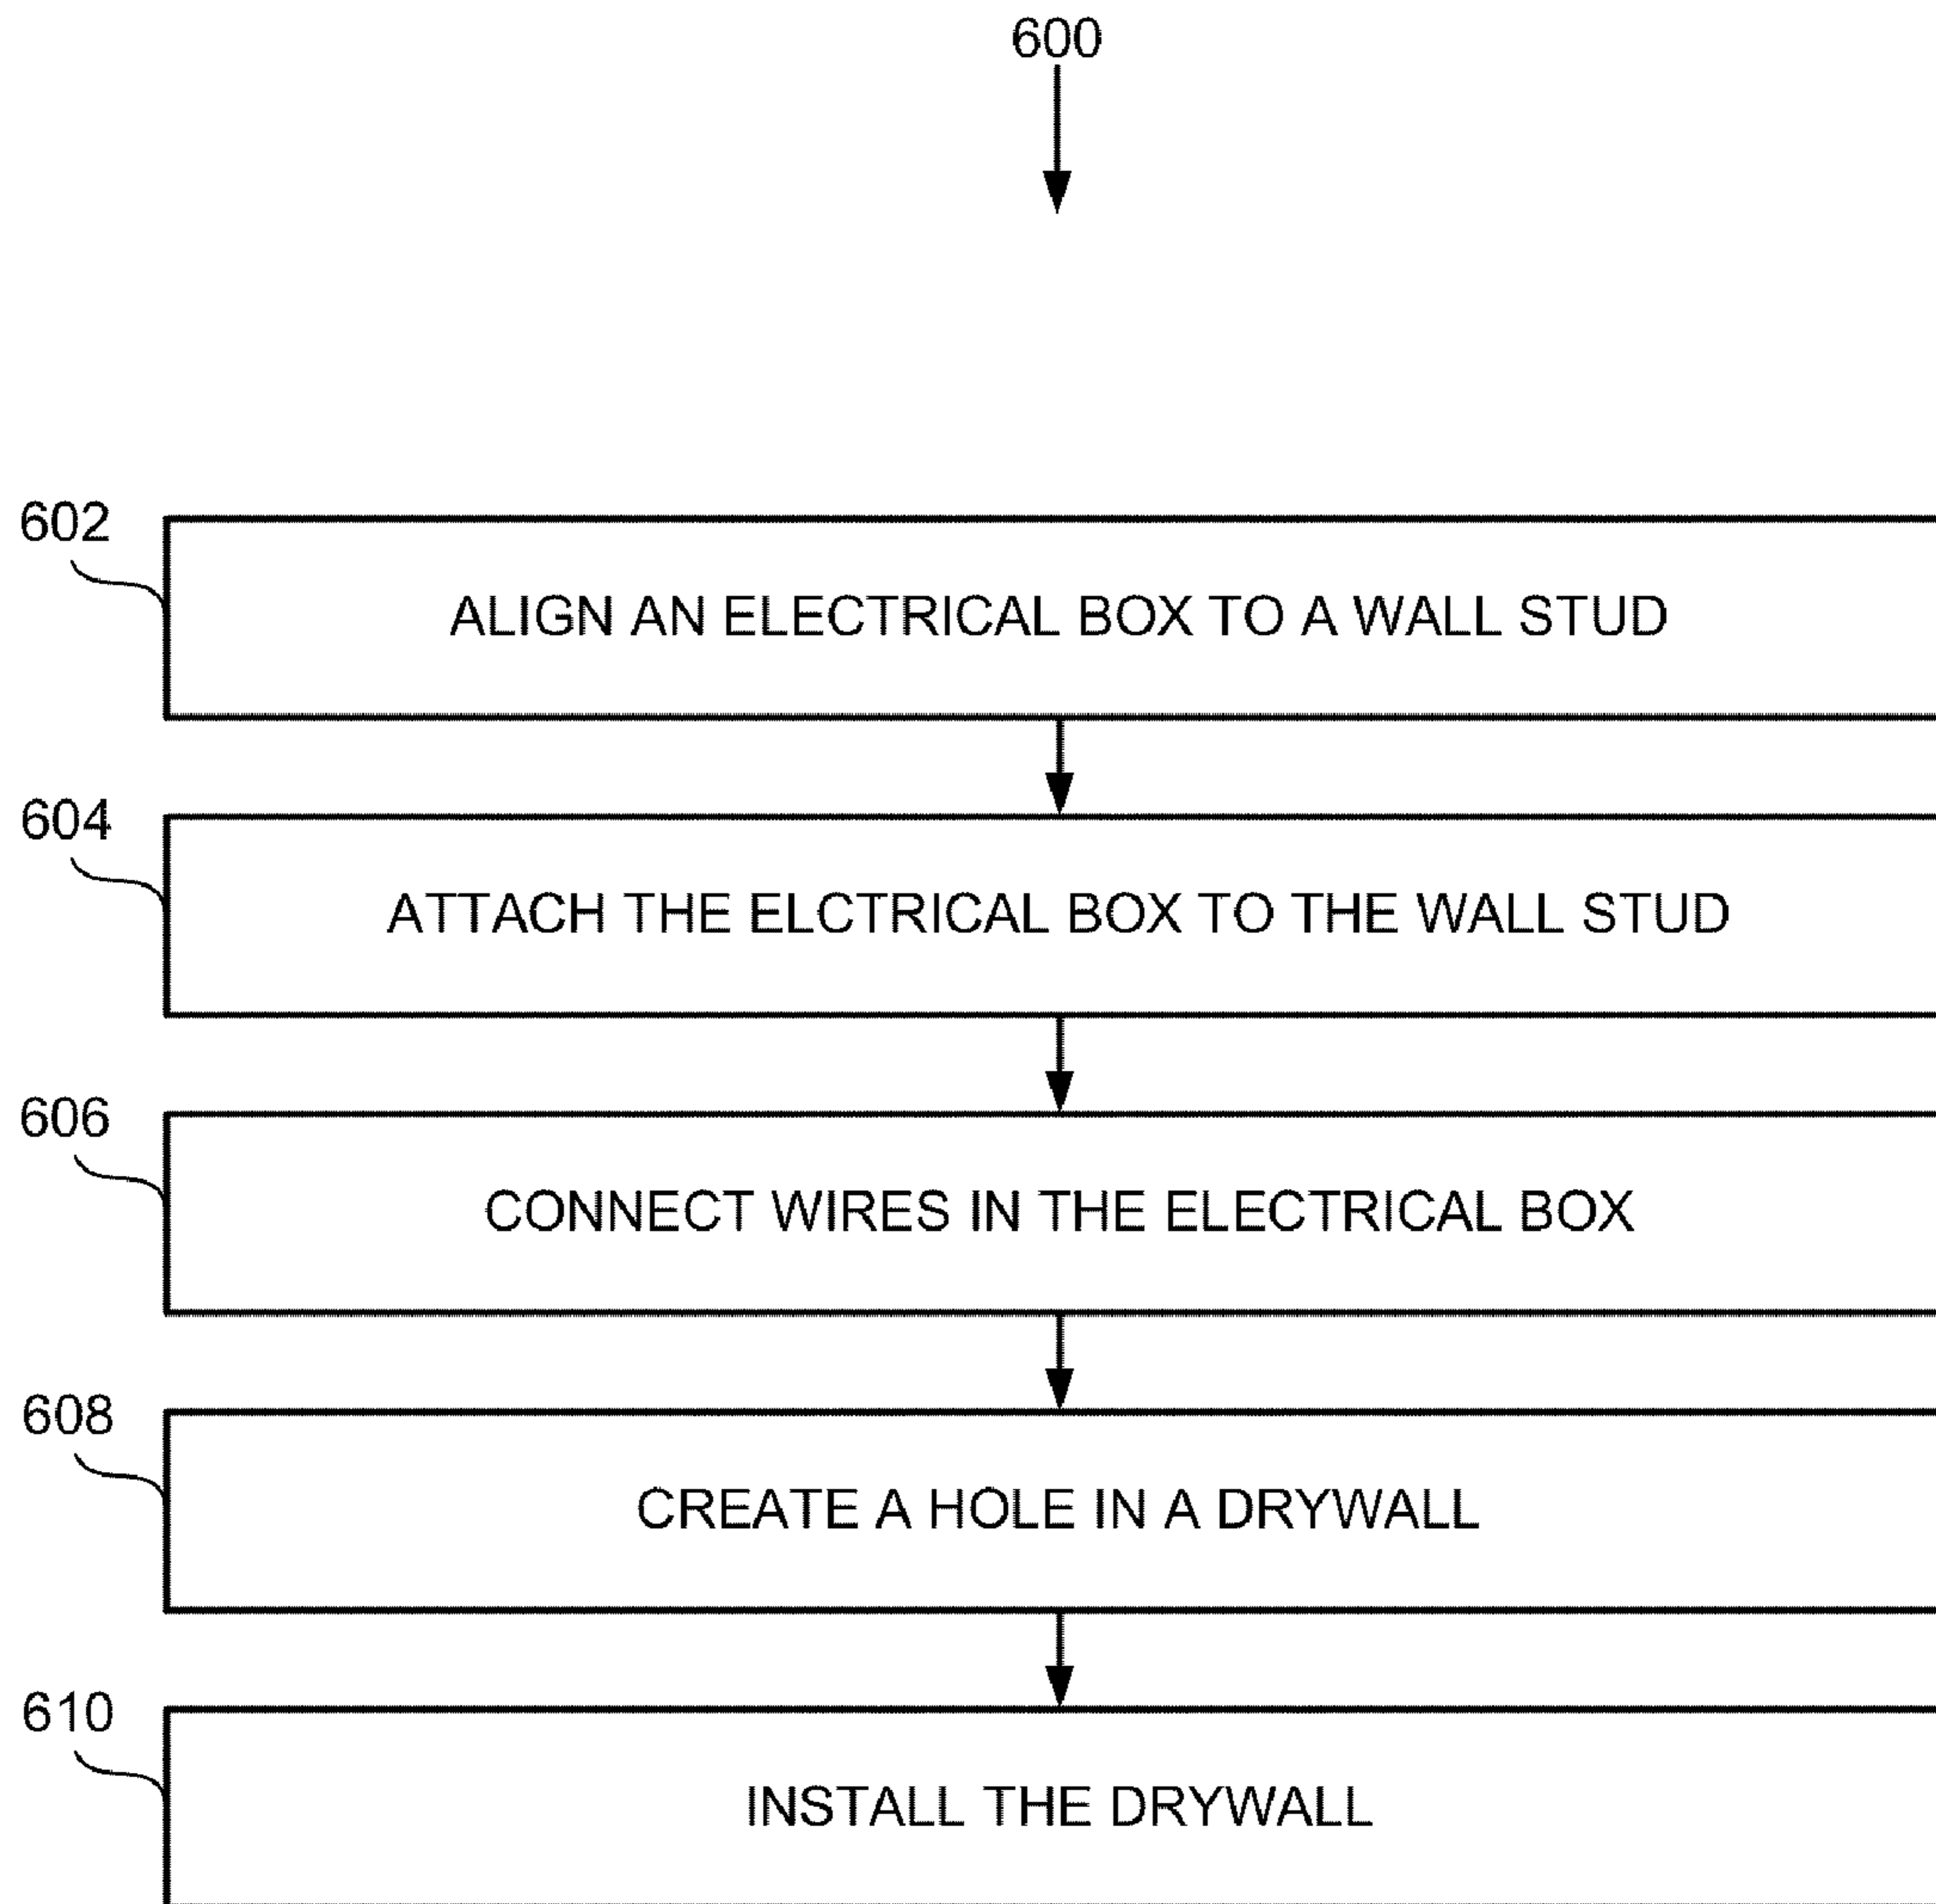 600
602
ALIGN AN ELECTRICAL BOX TO A WALL STUD
604
ATTACH THE ELCTRICAL BOX TO THE WALL STUD
606
CONNECT WIRES IN THE ELECTRICAL BOX
608
CREATE A HOLE IN A DRYWALL
610
INSTALL THE DRYWALL